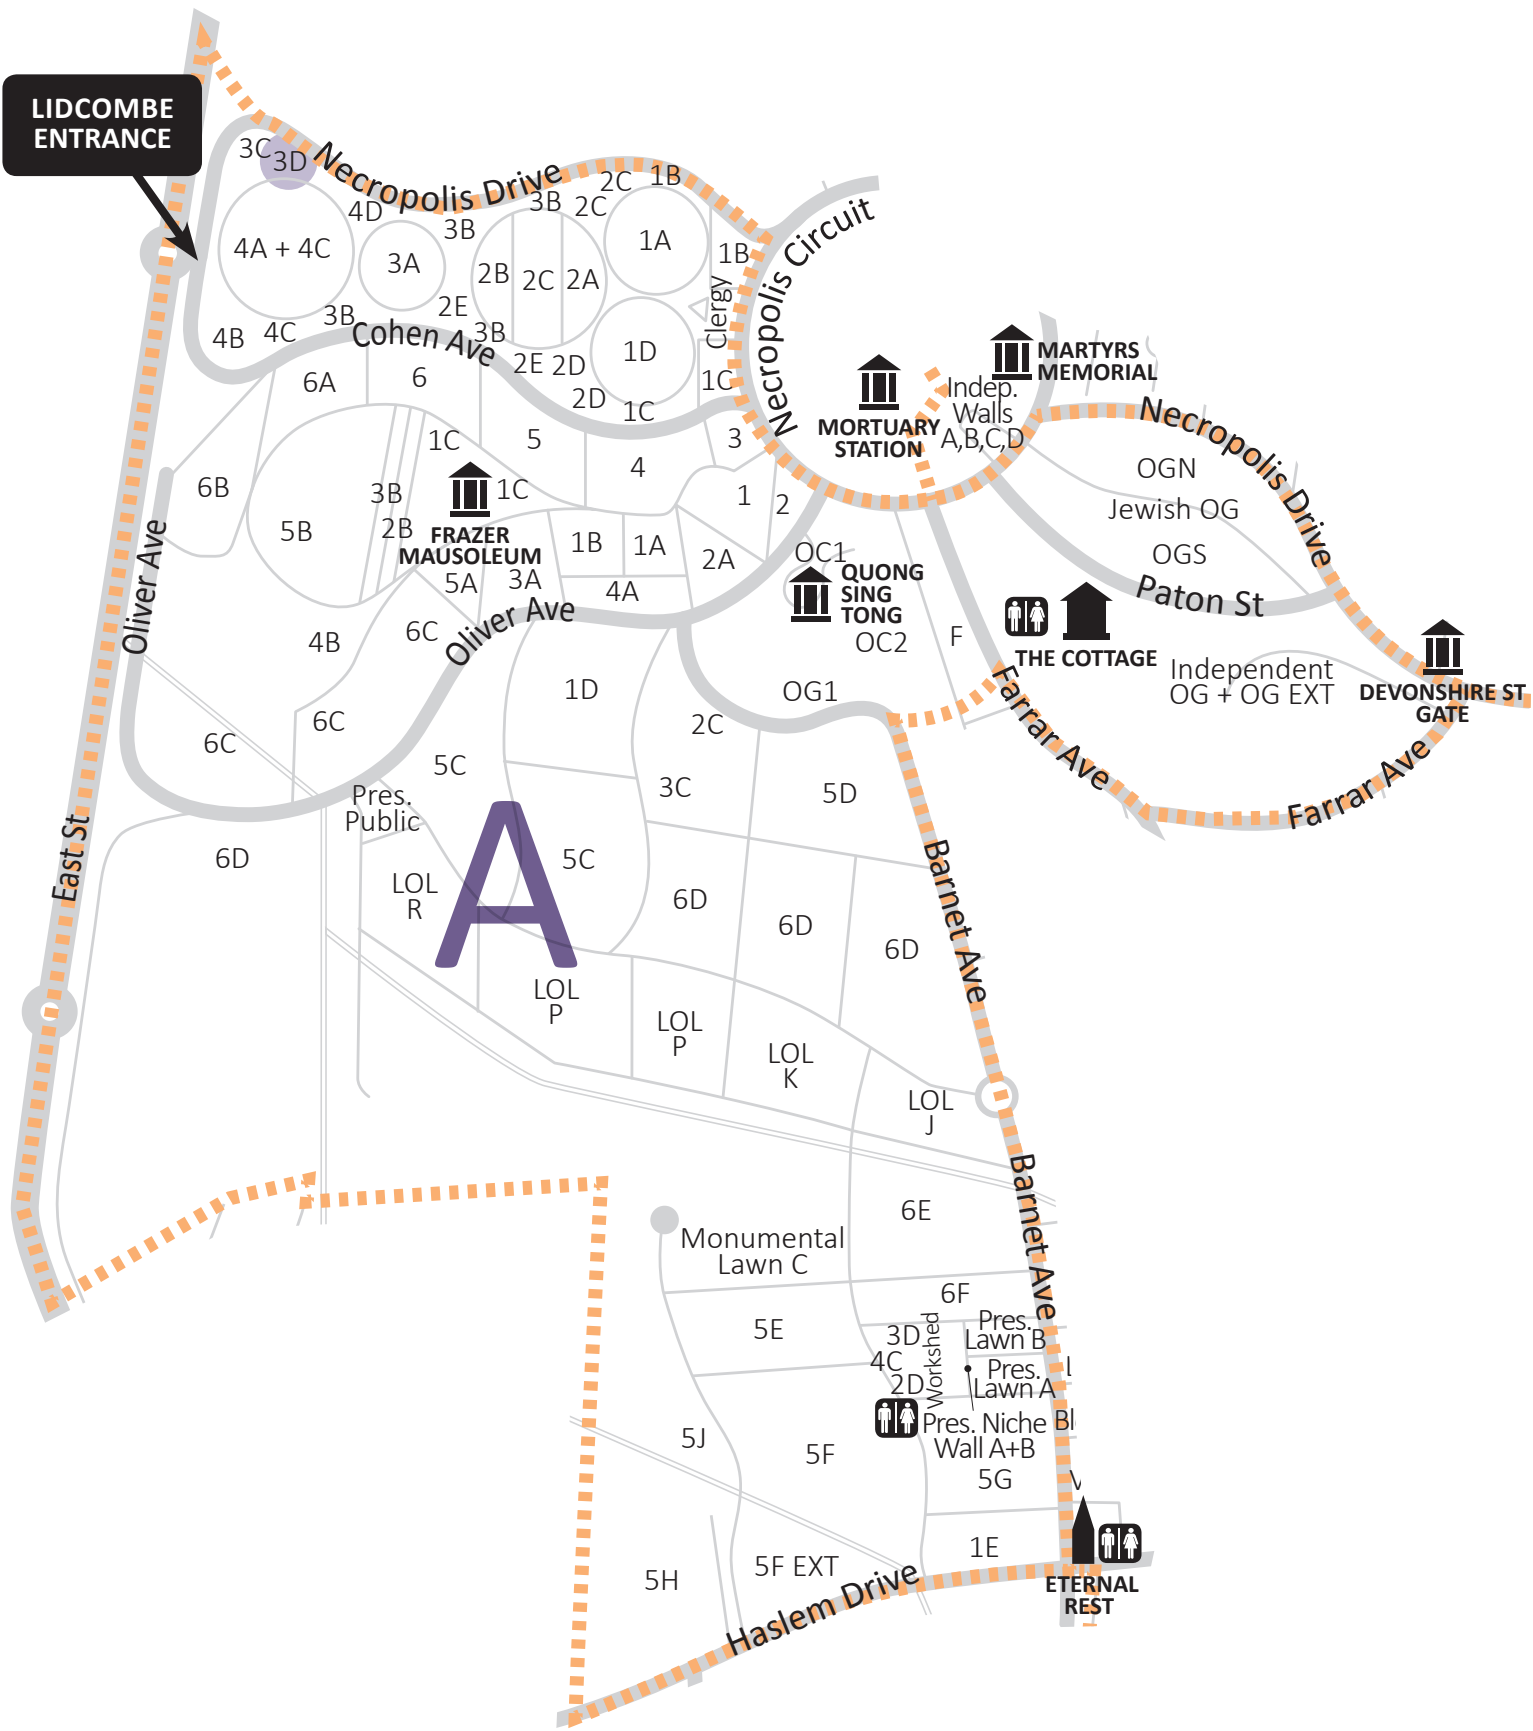 LIDCOMBE
ENTRANCE
3C
3D
Necropolis Drive
4D
3B
3B
2C
2C
1B
1A
1B
4A + 4C
3A
2B
2C
2A
Clergy
Necropolis Circuit
4B
4C
3B
2E
3B
Cohen Ave
2E
2D
1D
2D
1C
1C
6A
6
1C
5
4
3
1
2
MORTUARY
STATION
Indep.
Walls
A,B,C,D
MARTYRS
MEMORIAL
Necropolis Drive
OGN
Jewish OG
OGS
Paton St
6B
5B
3B
2B
1C
FRAZER
MAUSOLEUM
5A
3A
1B
1A
2A
4A
OC1
QUONG
SING
TONG
OC2
F
THE COTTAGE
Independent
OG + OG EXT
DEVONSHIRE ST
GATE
Farrar Ave
Farrar Ave
Oliver Ave
Oliver Ave
4B
6C
6C
6C
1D
OG1
2C
5C
3C
5D
Pres.
Public
East St
6D
LOL
R
A
5C
6D
6D
6D
Barnet Ave
LOL
P
LOL
P
LOL
K
LOL
J
Barnet Ave
6E
Monumental
Lawn C
6F
5E
3D
4C
2D
Workshed
Pres.
Lawn B
Pres.
Lawn A
Pres. Niche
Wall A+B
Bl
5J
5F
5G
1E
5H
5F EXT
Haslem Drive
ETERNAL
REST